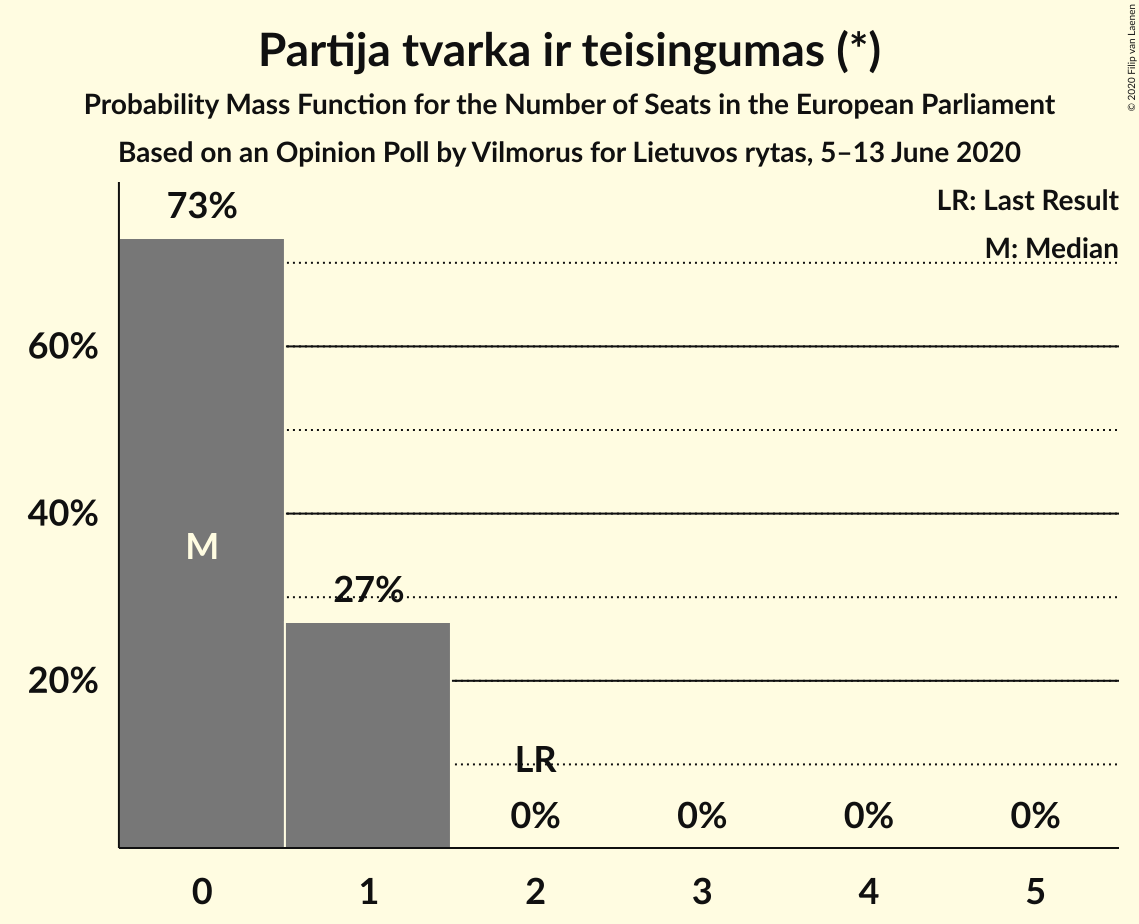 Partija tvarka ir teisingumas (*)
Probability Mass Function for the Number of Seats in the European Parliament
Based on an Opinion Poll by Vilmorus for Lietuvos rytas, 5–13 June 2020
© 2020 Filip van Laenen
LR: Last Result
M: Median
73%
60%
40%
M
27%
20%
LR
0%
0%
0%
0%
0
1
2
3
4
5